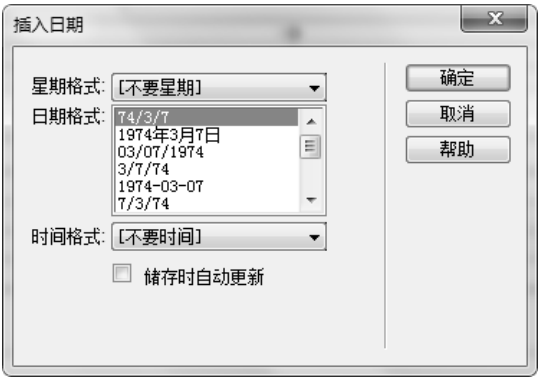 插入日期
星期格式: [不要星期]
日期格式: 74/3/7
1974年3月7日
03/07/1974
3/7/74
1974-03-07
7/3/74
时间格式: [不要时间]
储存时自动更新
确定
取消
帮助